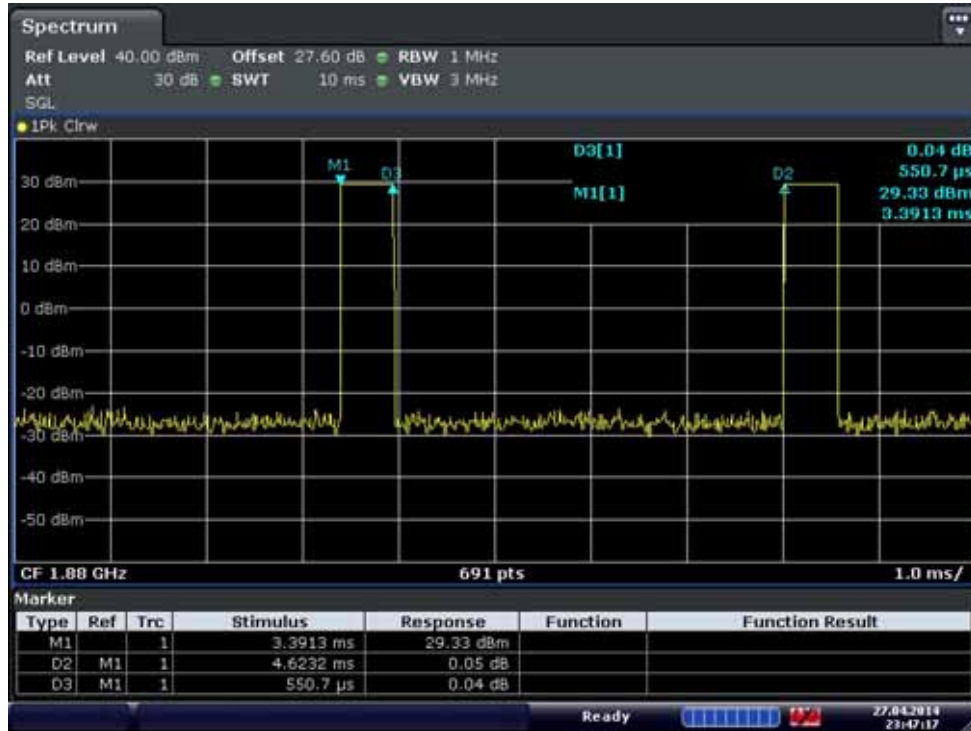 Spectrum
Ref Level 40.00 dBm Offset 27.60 dB RBW 1 MHz
Att 30 dB SWT 10 ms VBW 3 MHz
SGL
1Pk Clrw
D3[1] 0.04 dB
550.7 µs
M1[1] 29.33 dBm
3.3913 ms
M1
D3
D2
30 dBm
20 dBm
10 dBm
0 dBm
-10 dBm
-20 dBm
-30 dBm
-40 dBm
-50 dBm
CF 1.88 GHz 691 pts 1.0 ms/
Marker
Type Ref Trc Stimulus Response Function Function Result
M1 1 3.3913 ms 29.33 dBm
D2 M1 1 4.6232 ms 0.05 dB
D3 M1 1 550.7 µs 0.04 dB
Ready 27.04.2014
23:47:17